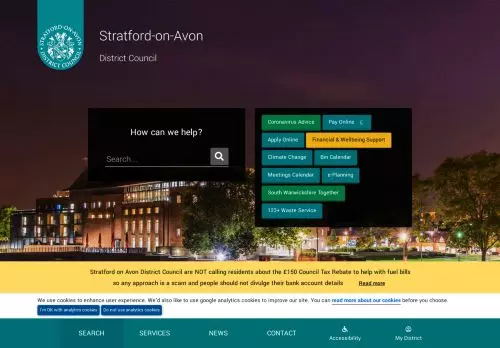 STRATFORD-ON-AVON
DISTRICT COUNCIL
Stratford-on-Avon
District Council
How can we help?
Search...
Coronavirus Advice
Pay Online £
Apply Online
Financial & Wellbeing Support
Climate Change
Bin Calendar
Meetings Calendar
e-Planning
South Warwickshire Together
123+ Waste Service
Stratford on Avon District Council are NOT calling residents about the £150 Council Tax Rebate to help with fuel bills
so any approach is a scam and people should not divulge their bank account details Read more
We use cookies to enhance user experience. We'd also like to use google analytics cookies to improve our site. You can read more about our cookies before you choose.
I'm OK with analytics cookies
Do not use analytics cookies
SEARCH
SERVICES
NEWS
CONTACT
Accessibility
My District